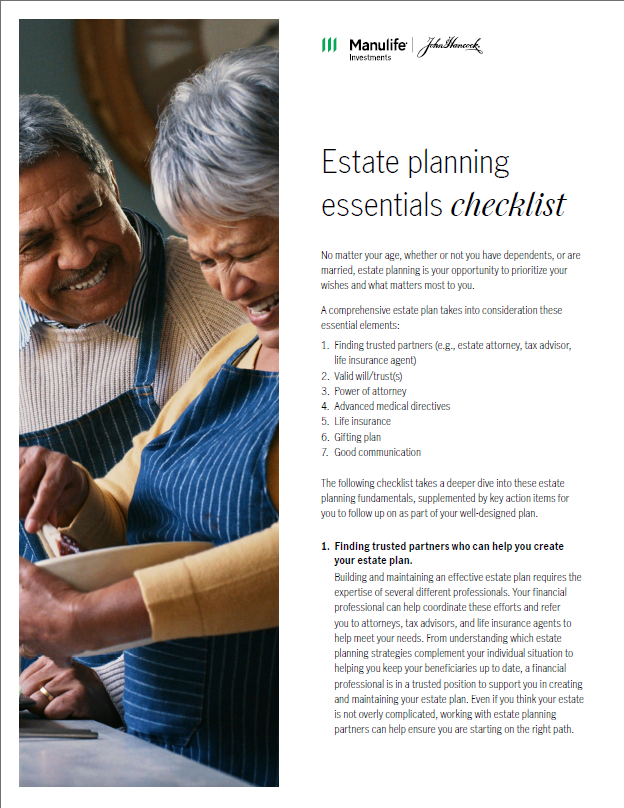 Manulife
Investments
John Hancock
Estate planning
essentials checklist
No matter your age, whether or not you have dependents, or are
married, estate planning is your opportunity to prioritize your
wishes and what matters most to you.
A comprehensive estate plan takes into consideration these
essential elements:
1. Finding trusted partners (e.g., estate attorney, tax advisor,
life insurance agent)
2. Valid will/trust(s)
3. Power of attorney
4. Advanced medical directives
5. Life insurance
6. Gifting plan
7. Good communication
The following checklist takes a deeper dive into these estate
planning fundamentals, supplemented by key action items for
you to follow up on as part of your well-designed plan.
1. Finding trusted partners who can help you create
your estate plan.
Building and maintaining an effective estate plan requires the
expertise of several different professionals. Your financial
professional can help coordinate these efforts and refer
you to attorneys, tax advisors, and life insurance agents to
help meet your needs. From understanding which estate
planning strategies complement your individual situation to
helping you keep your beneficiaries up to date, a financial
professional is in a trusted position to support you in creating
and maintaining your estate plan. Even if you think your estate
is not overly complicated, working with estate planning
partners can help ensure you are starting on the right path.